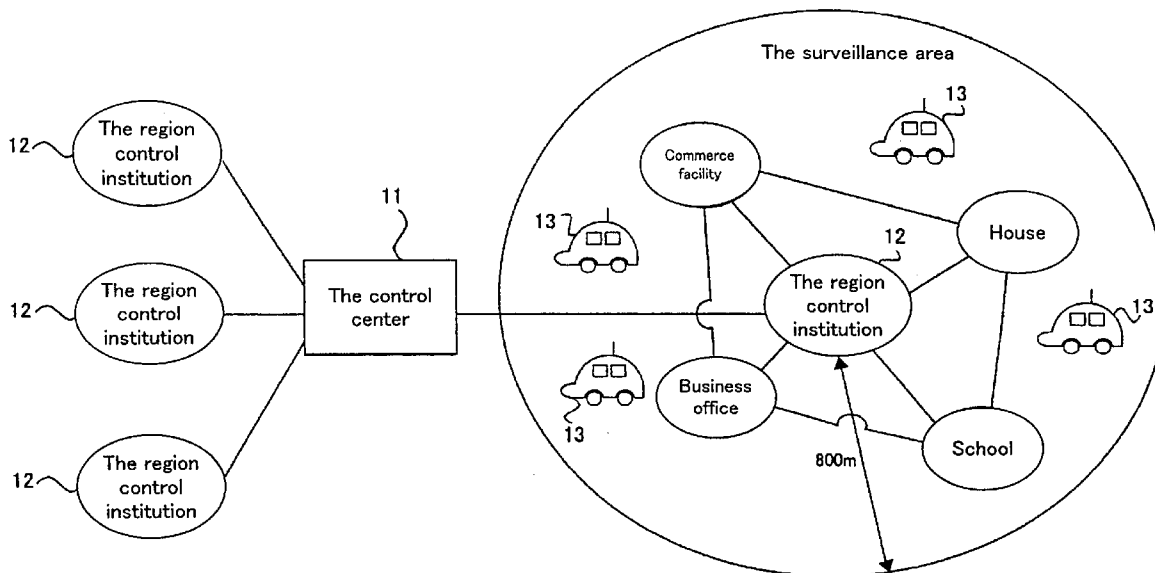 The surveillance area
12
The region
control
institution
12
The region
control
institution
12
The region
control
institution
11
The control
center
13
13
13
13
Commerce
facility
House
12
The region
control
institution
Business
office
School
800m